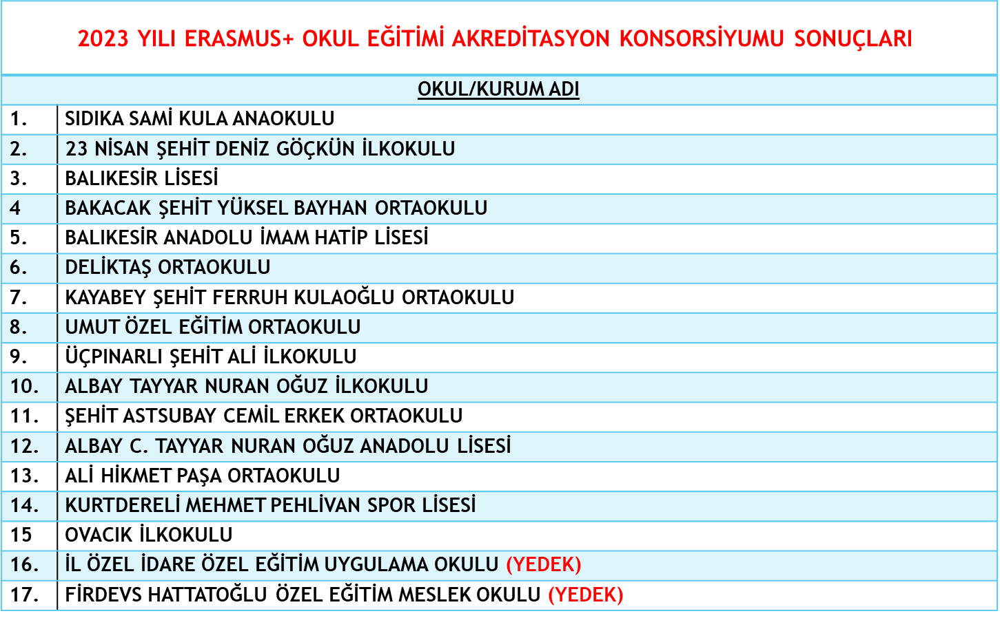 2023 YILI ERASMUS+ OKUL EĞİTİMİ AKREDİTASYON KONSORSİYUMU SONUÇLARI
OKUL/KURUM ADI
1. SIDIKA SAMİ KULA ANAOKULU
2. 23 NİSAN ŞEHİT DENİZ GÖÇKÜN İLKOKULU
3. BALIKESİR LİSESİ
4 BAKACAK ŞEHİT YÜKSEL BAYHAN ORTAOKULU
5. BALIKESİR ANADOLU İMAM HATİP LİSESİ
6. DELİKTAŞ ORTAOKULU
7. KAYABEY ŞEHİT FERRUH KULAOĞLU ORTAOKULU
8. UMUT ÖZEL EĞİTİM ORTAOKULU
9. ÜÇPINARLI ŞEHİT ALİ İLKOKULU
10. ALBAY TAYYAR NURAN OĞUZ İLKOKULU
11. ŞEHİT ASTSUBAY CEMİL ERKEK ORTAOKULU
12. ALBAY C. TAYYAR NURAN OĞUZ ANADOLU LİSESİ
13. ALİ HİKMET PAŞA ORTAOKULU
14. KURTDERELİ MEHMET PEHLİVAN SPOR LİSESİ
15 OVACIK İLKOKULU
16. İL ÖZEL İDARE ÖZEL EĞİTİM UYGULAMA OKULU (YEDEK)
17. FİRDEVS HATTATOĞLU ÖZEL EĞİTİM MESLEK OKULU (YEDEK)